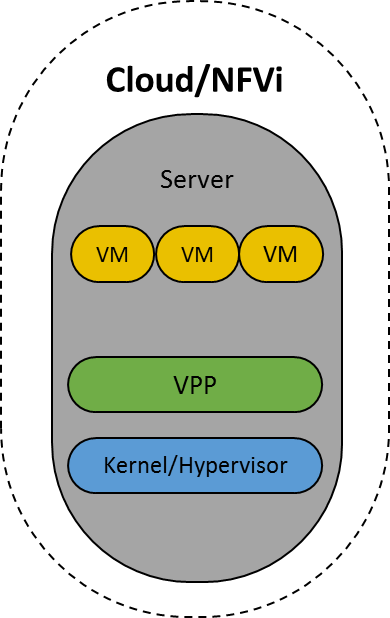 Cloud/NFVi
Server
VM VM VM
VPP
Kernel/Hypervisor